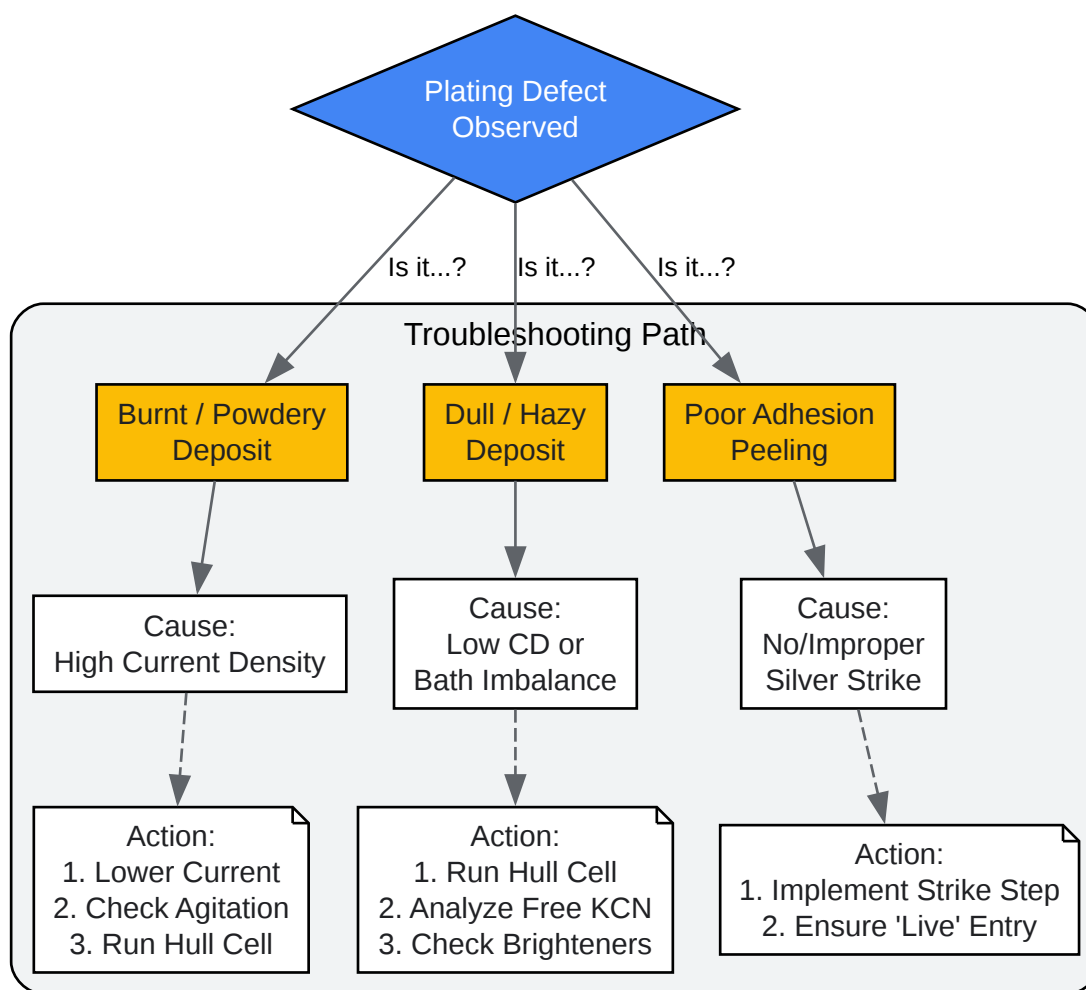 Plating Defect
Observed
Is it...?
Is it...?
Is it...?
Troubleshooting Path
Burnt / Powdery
Deposit
Dull / Hazy
Deposit
Poor Adhesion
Peeling
Cause:
High Current Density
Cause:
Low CD or
Bath Imbalance
Cause:
No/Improper
Silver Strike
Action:
1. Lower Current
2. Check Agitation
3. Run Hull Cell
Action:
1. Run Hull Cell
2. Analyze Free KCN
3. Check Brighteners
Action:
1. Implement Strike Step
2. Ensure 'Live' Entry